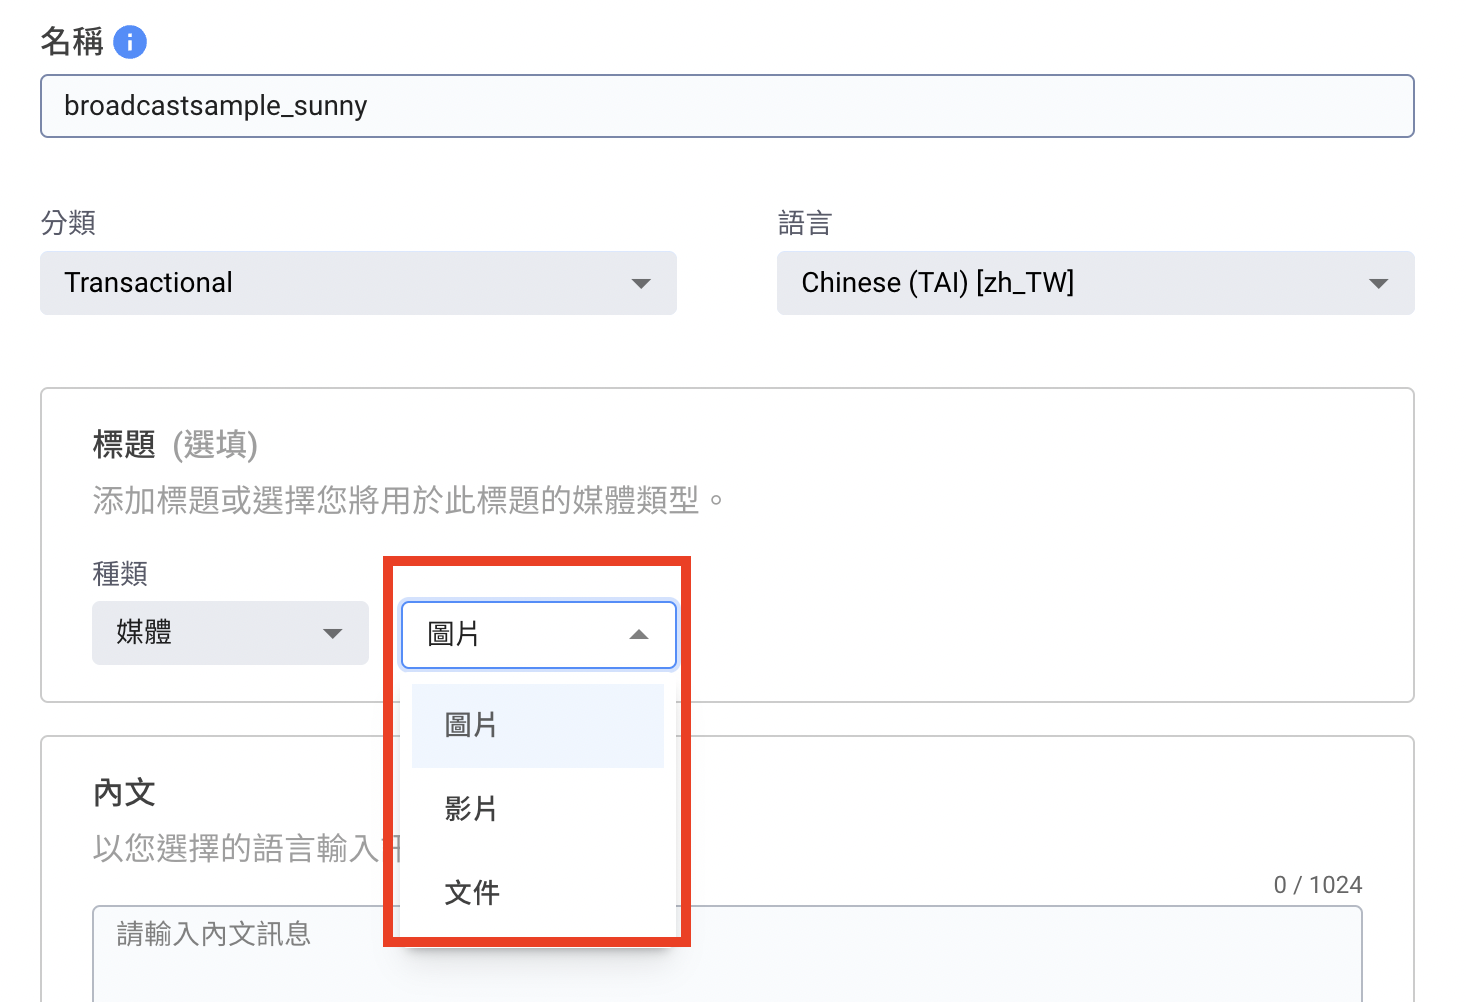 名稱
broadcastsample_sunny
分類
語言
Transactional
Chinese (TAI) [zh_TW]
標題 (選填)
添加標題或選擇您將用於此標題的媒體類型。
種類
媒體
圖片
圖片
影片
文件
內文
以您選擇的語言輸入
0 / 1024
請輸入內文訊息